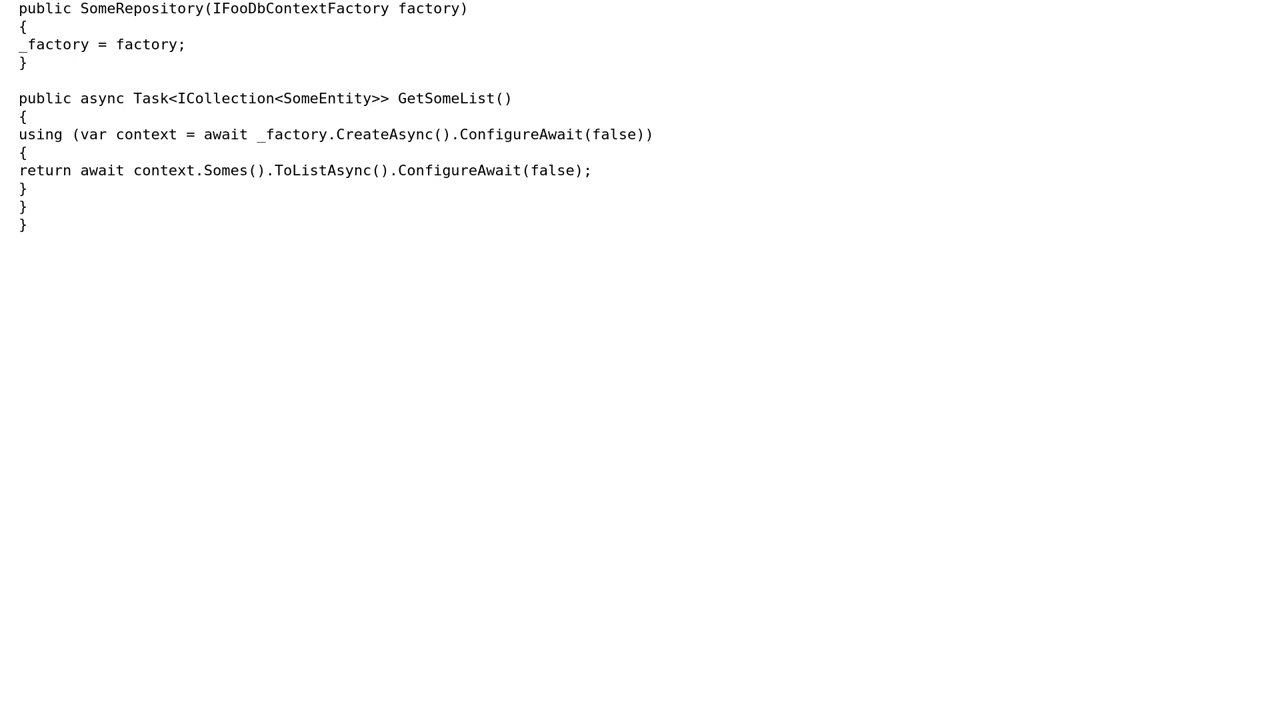 public SomeRepository(IFooDbContextFactory factory)
{
_factory = factory;
}

public async Task<ICollection<SomeEntity>> GetSomeList()
{
using (var context = await _factory.CreateAsync().ConfigureAwait(false))
{
return await context.Somes().ToListAsync().ConfigureAwait(false);
}
}
}